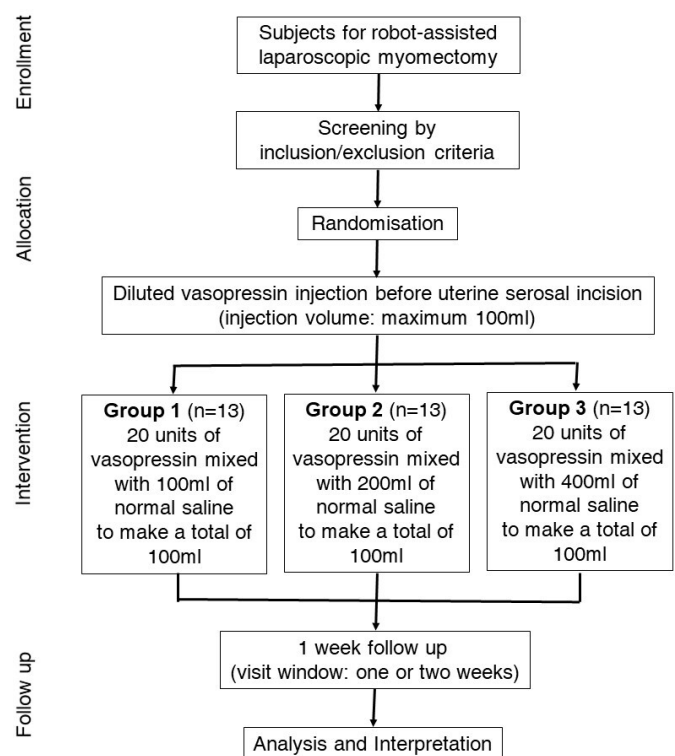 Enrollment
Subjects for robot-assisted
laparoscopic myomectomy
Screening by
inclusion/exclusion criteria
Allocation
Randomisation
Diluted vasopressin injection before uterine serosal incision
(injection volume: maximum 100ml)
Intervention
Group 1 (n=13)
20 units of
vasopressin mixed
with 100ml of
normal saline
to make a total of
100ml
Group 2 (n=13)
20 units of
vasopressin mixed
with 200ml of
normal saline
to make a total of
100ml
Group 3 (n=13)
20 units of
vasopressin mixed
with 400ml of
normal saline
to make a total of
100ml
Follow up
1 week follow up
(visit window: one or two weeks)
Analysis and Interpretation